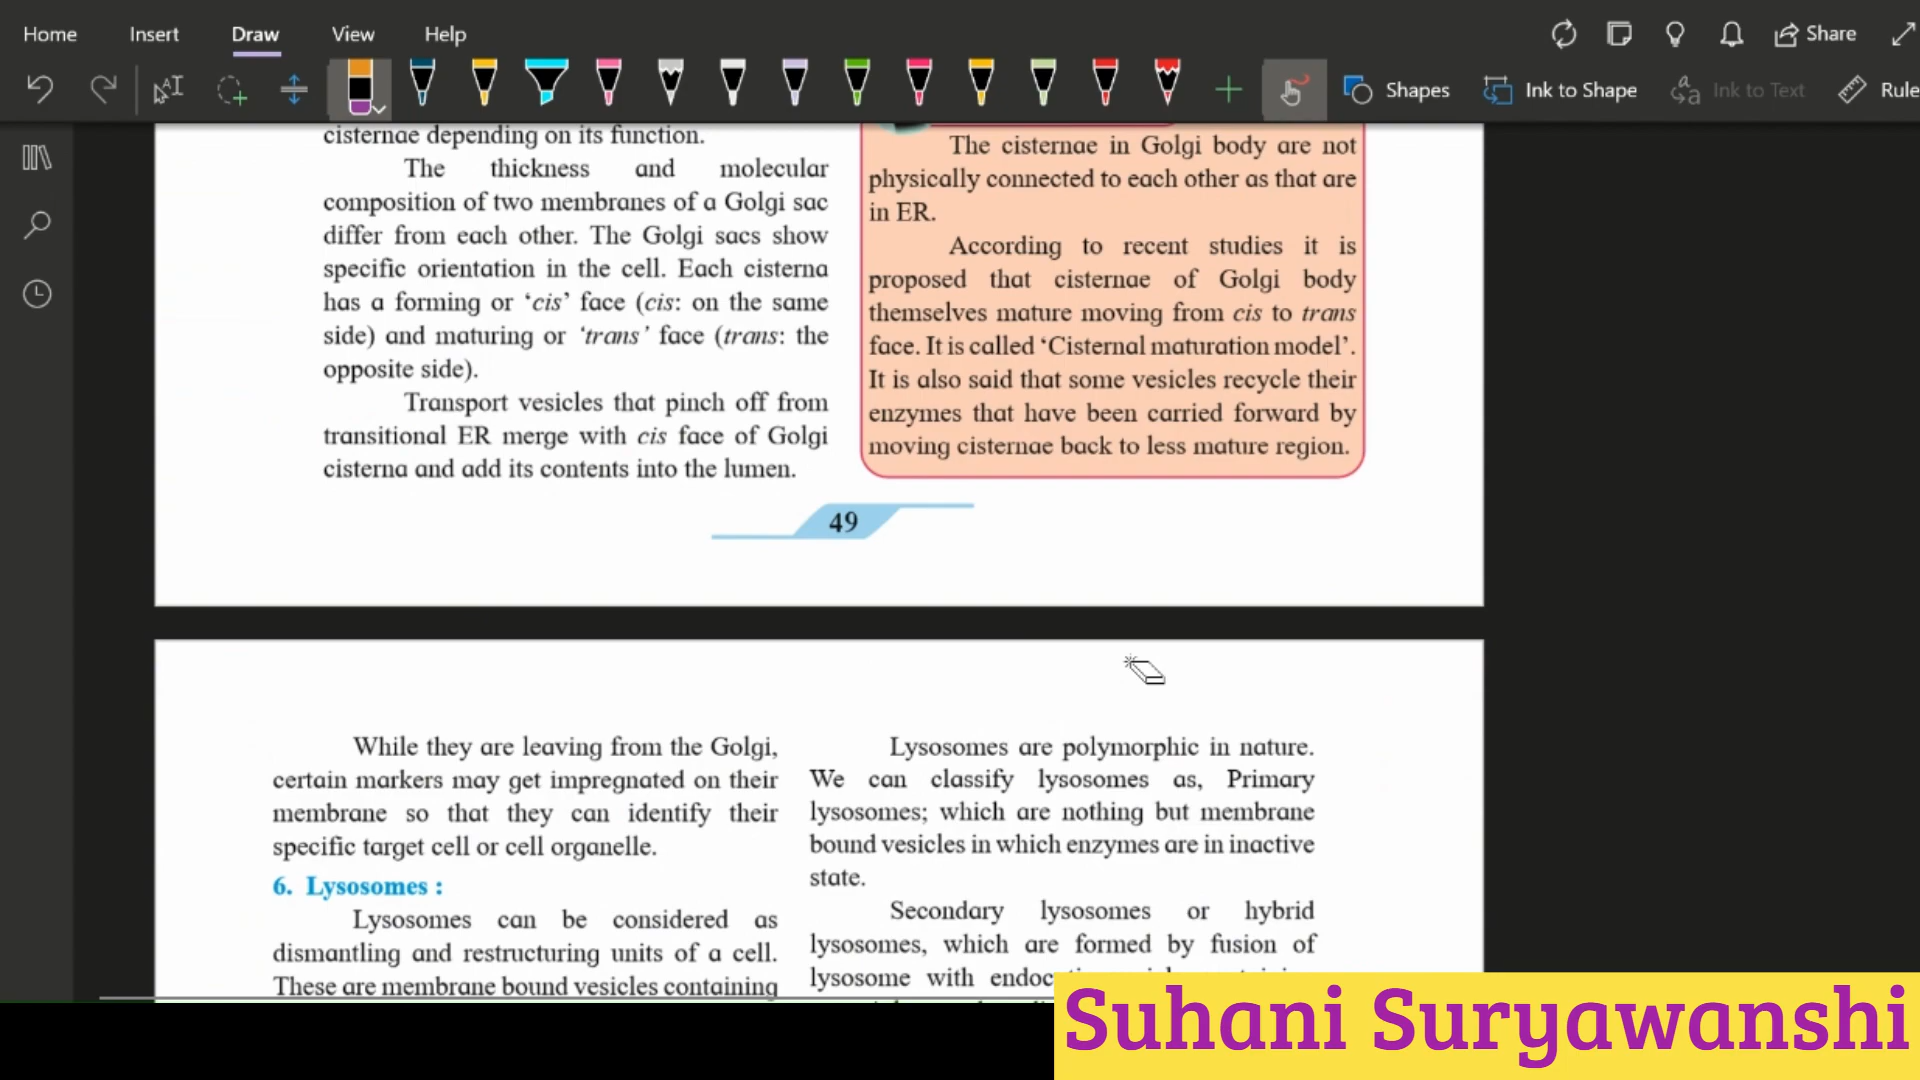 Home Insert Draw View Help
Share
Shapes Ink to Shape Ink to Text Rule
cisternae depending on its function.
The thickness and molecular
composition of two membranes of a Golgi sac
differ from each other. The Golgi sacs show
specific orientation in the cell. Each cisterna
has a forming or ‘cis’ face (cis: on the same
side) and maturing or ‘trans’ face (trans: the
opposite side).
Transport vesicles that pinch off from
transitional ER merge with cis face of Golgi
cisterna and add its contents into the lumen.
The cisternae in Golgi body are not
physically connected to each other as that are
in ER.
According to recent studies it is
proposed that cisternae of Golgi body
themselves mature moving from cis to trans
face. It is called ‘Cisternal maturation model’.
It is also said that some vesicles recycle their
enzymes that have been carried forward by
moving cisternae back to less mature region.
49
While they are leaving from the Golgi,
certain markers may get impregnated on their
membrane so that they can identify their
specific target cell or cell organelle.
6. Lysosomes :
Lysosomes can be considered as
dismantling and restructuring units of a cell.
These are membrane bound vesicles containing
Lysosomes are polymorphic in nature.
We can classify lysosomes as, Primary
lysosomes; which are nothing but membrane
bound vesicles in which enzymes are in inactive
state.
Secondary lysosomes or hybrid
lysosomes, which are formed by fusion of
lysosome with
Suhani Suryawanshi